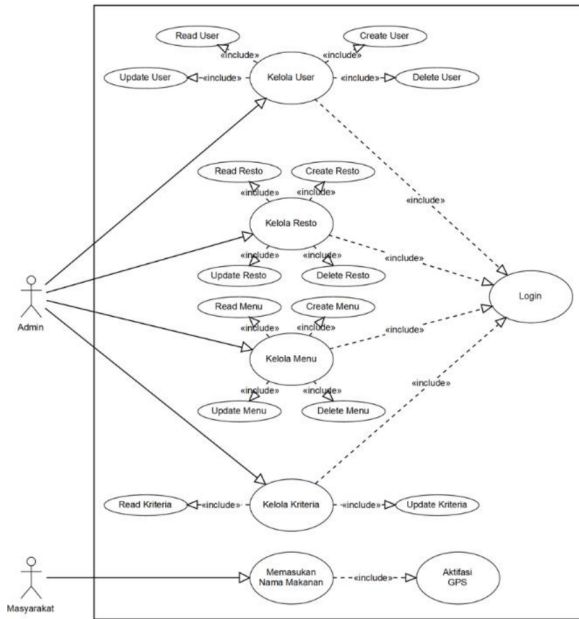 Read User
Create User
«include»
«include»
Update User
«include»
Kelola User
«include»
Delete User
Read Resto
Create Resto
«include»
«include»
«include»
Kelola Resto
«include»
«include»
«include»
Update Resto
Delete Resto
Login
Read Menu
Create Menu
Admin
«include»
«include»
«include»
Kelola Menu
«include»
«include»
«include»
Update Menu
Delete Menu
Read Kriteria
«include»
Kelola Kriteria
«include»
Update Kriteria
Memasukan
Nama Makanan
«include»
Aktifasi
GPS
Masyarakat